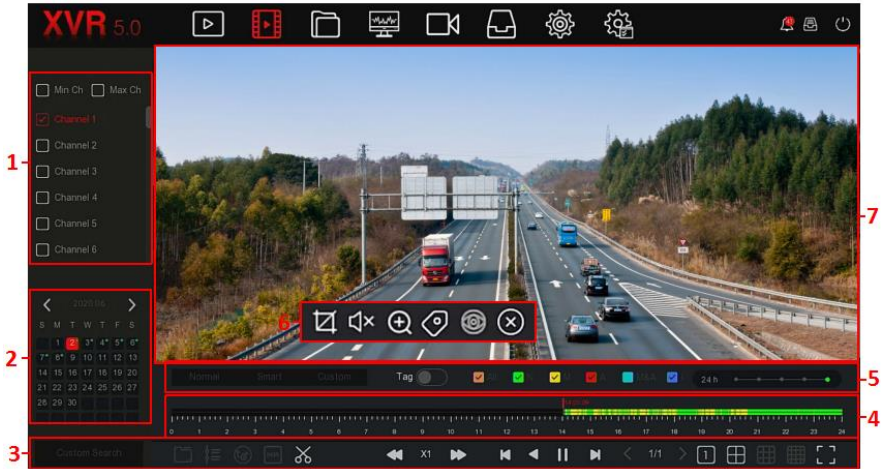 XVR 5.0
Min Ch Max Ch
Channel 1
Channel 2
Channel 3
Channel 4
Channel 5
Channel 6
1
7
6
2020 06
S M T W T F S
1 2 3 4 5 6
7 8 9 10 11 12 13
14 15 16 17 18 19 20
21 22 23 24 25 26 27
28 29 30
2
Normal Smart Custom Tag M&A 24 h
5
0 1 2 3 4 5 6 7 8 9 10 11 12 13 14 15 16 17 18 19 20 21 22 23 24
4
3
Custom Search X1 1/1 1